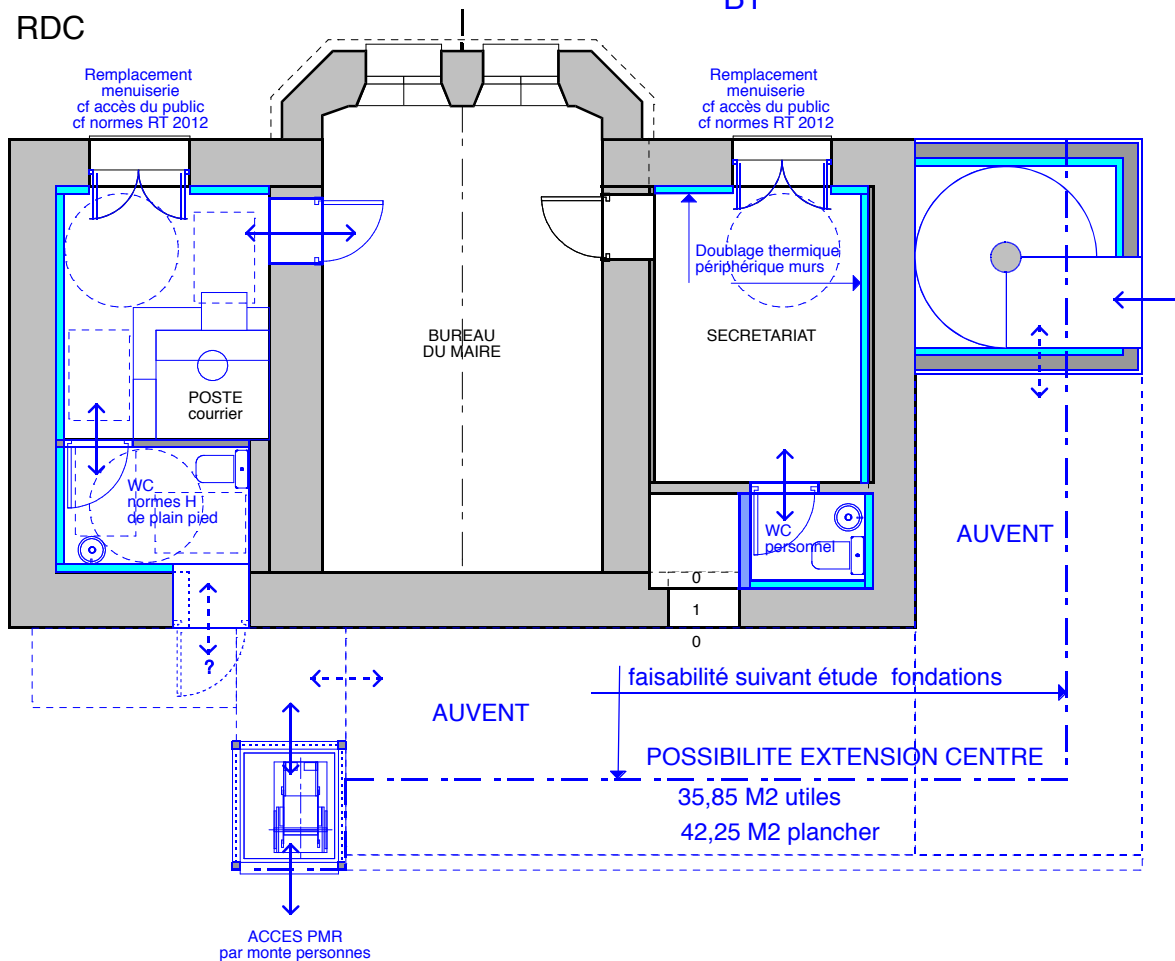 RDC
Remplacement
menuiserie
cf accès du public
cf normes RT 2012
Remplacement
menuiserie
cf accès du public
cf normes RT 2012
Doublage thermique
périphérique murs
BUREAU
DU MAIRE
SECRETARIAT
POSTE
courrier
WC
normes H
de plain pied
WC
personnel
AUVENT
0
1
0
?
faisabilité suivant étude fondations
AUVENT
POSSIBILITE EXTENSION CENTRE
35,85 M2 utiles
42,25 M2 plancher
ACCES PMR
par monte personnes